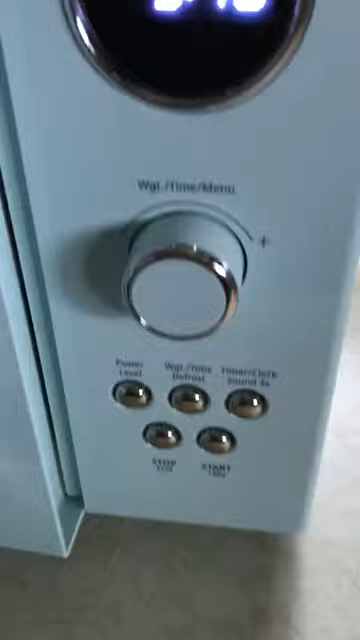 Wgt./Time/Menu
+
Power
Level
Wgt./Time
Defrost
Timer/Clock
STOP
START